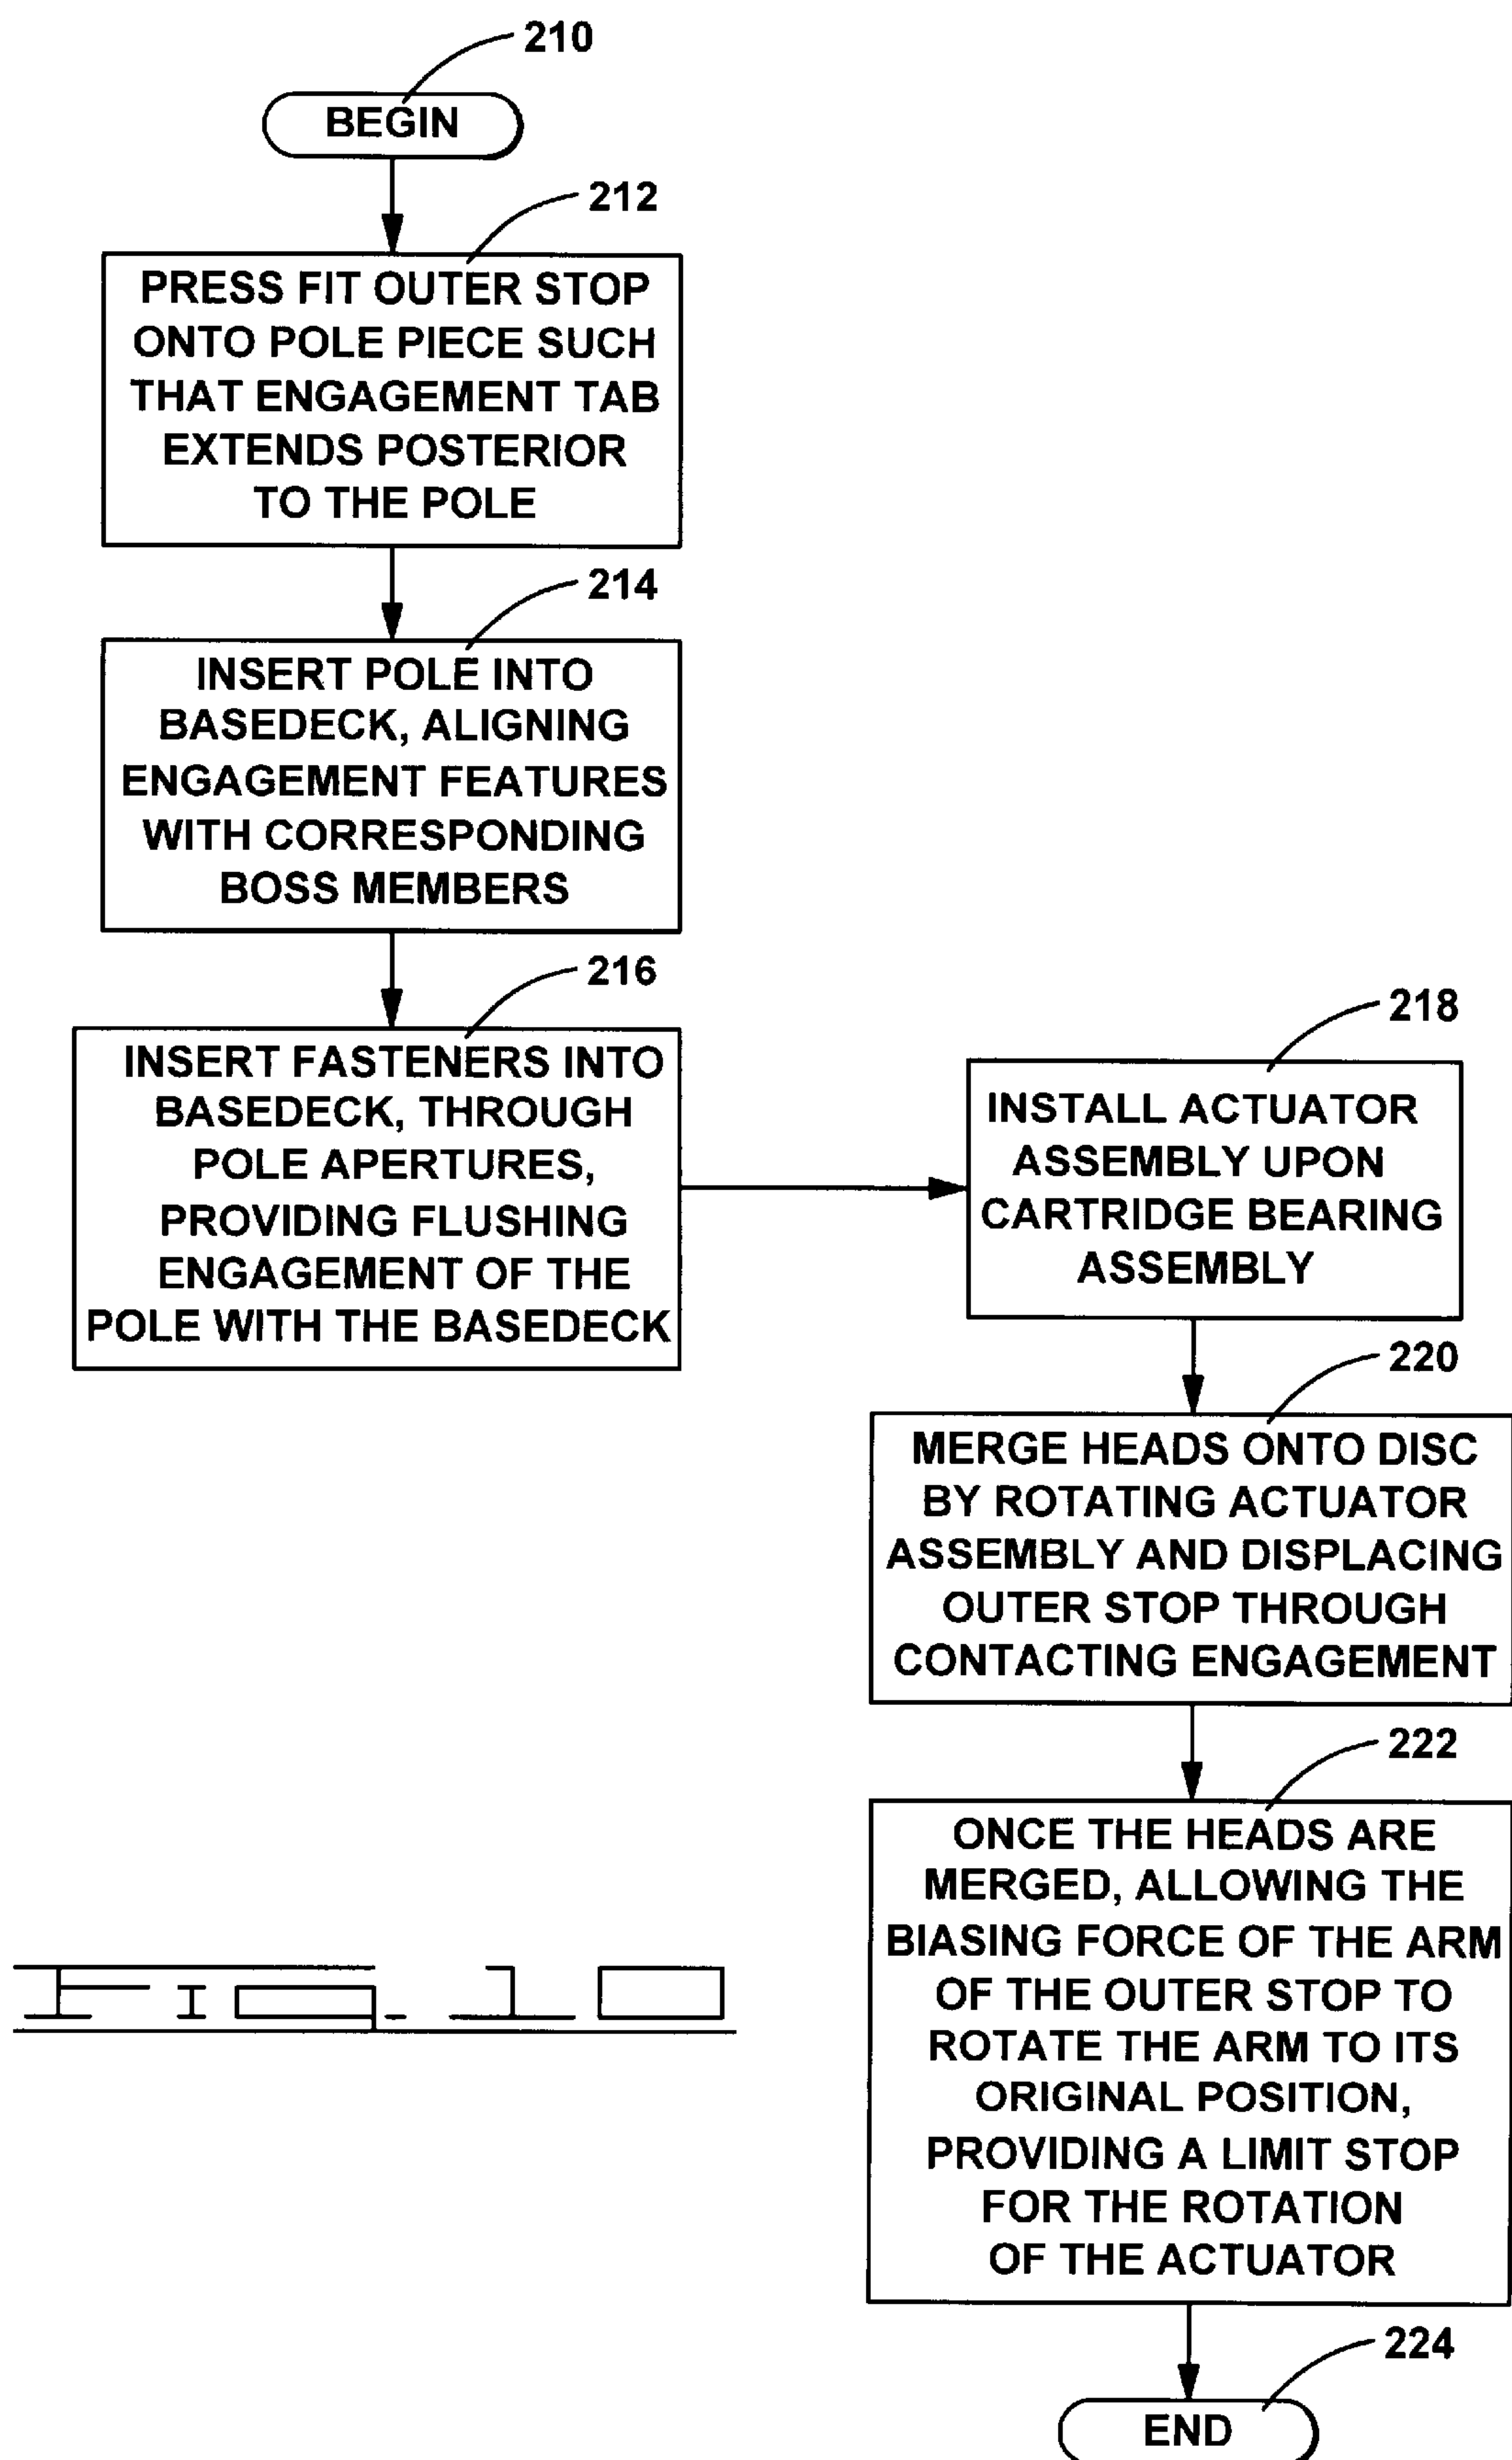 210
BEGIN
212
PRESS FIT OUTER STOP
ONTO POLE PIECE SUCH
THAT ENGAGEMENT TAB
EXTENDS POSTERIOR
TO THE POLE
214
INSERT POLE INTO
BASEDECK, ALIGNING
ENGAGEMENT FEATURES
WITH CORRESPONDING
BOSS MEMBERS
216
INSERT FASTENERS INTO
BASEDECK, THROUGH
POLE APERTURES,
PROVIDING FLUSHING
ENGAGEMENT OF THE
POLE WITH THE BASEDECK
218
INSTALL ACTUATOR
ASSEMBLY UPON
CARTRIDGE BEARING
ASSEMBLY
220
MERGE HEADS ONTO DISC
BY ROTATING ACTUATOR
ASSEMBLY AND DISPLACING
OUTER STOP THROUGH
CONTACTING ENGAGEMENT
222
ONCE THE HEADS ARE
MERGED, ALLOWING THE
BIASING FORCE OF THE ARM
OF THE OUTER STOP TO
ROTATE THE ARM TO ITS
ORIGINAL POSITION,
PROVIDING A LIMIT STOP
FOR THE ROTATION
OF THE ACTUATOR
224
END
FIG. 10